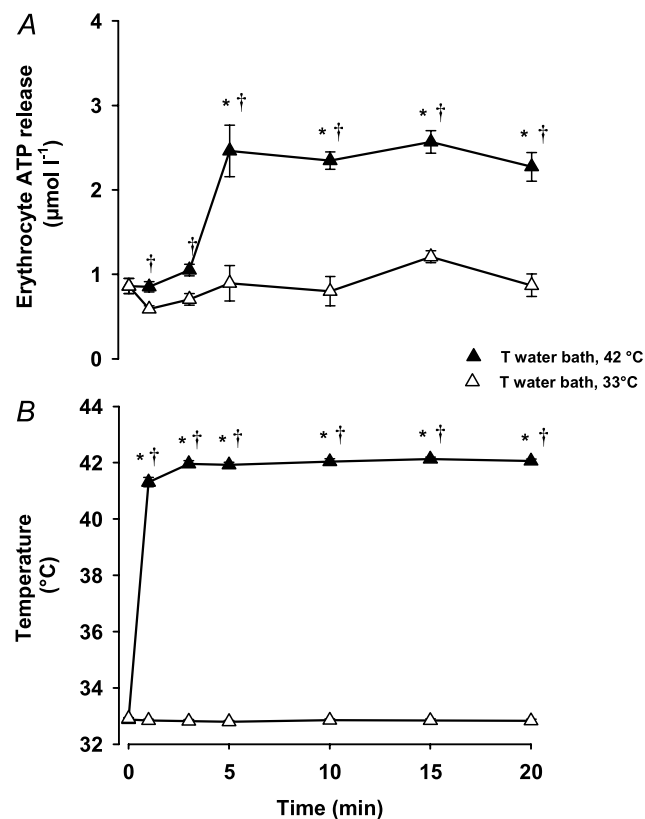 A
Erythrocyte ATP release
(µmol l⁻¹)
4
3
2
1
0
* †
* †
* †
* †
†
†
T water bath, 42 °C
T water bath, 33°C
B
Temperature
(°C)
44
42
40
38
36
34
32
* †
* †
* †
* †
* †
* †
0 5 10 15 20
Time (min)